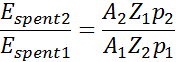 E_spent2 / E_spent1 = A_2 Z_1 p_2 / A_1 Z_2 p_1